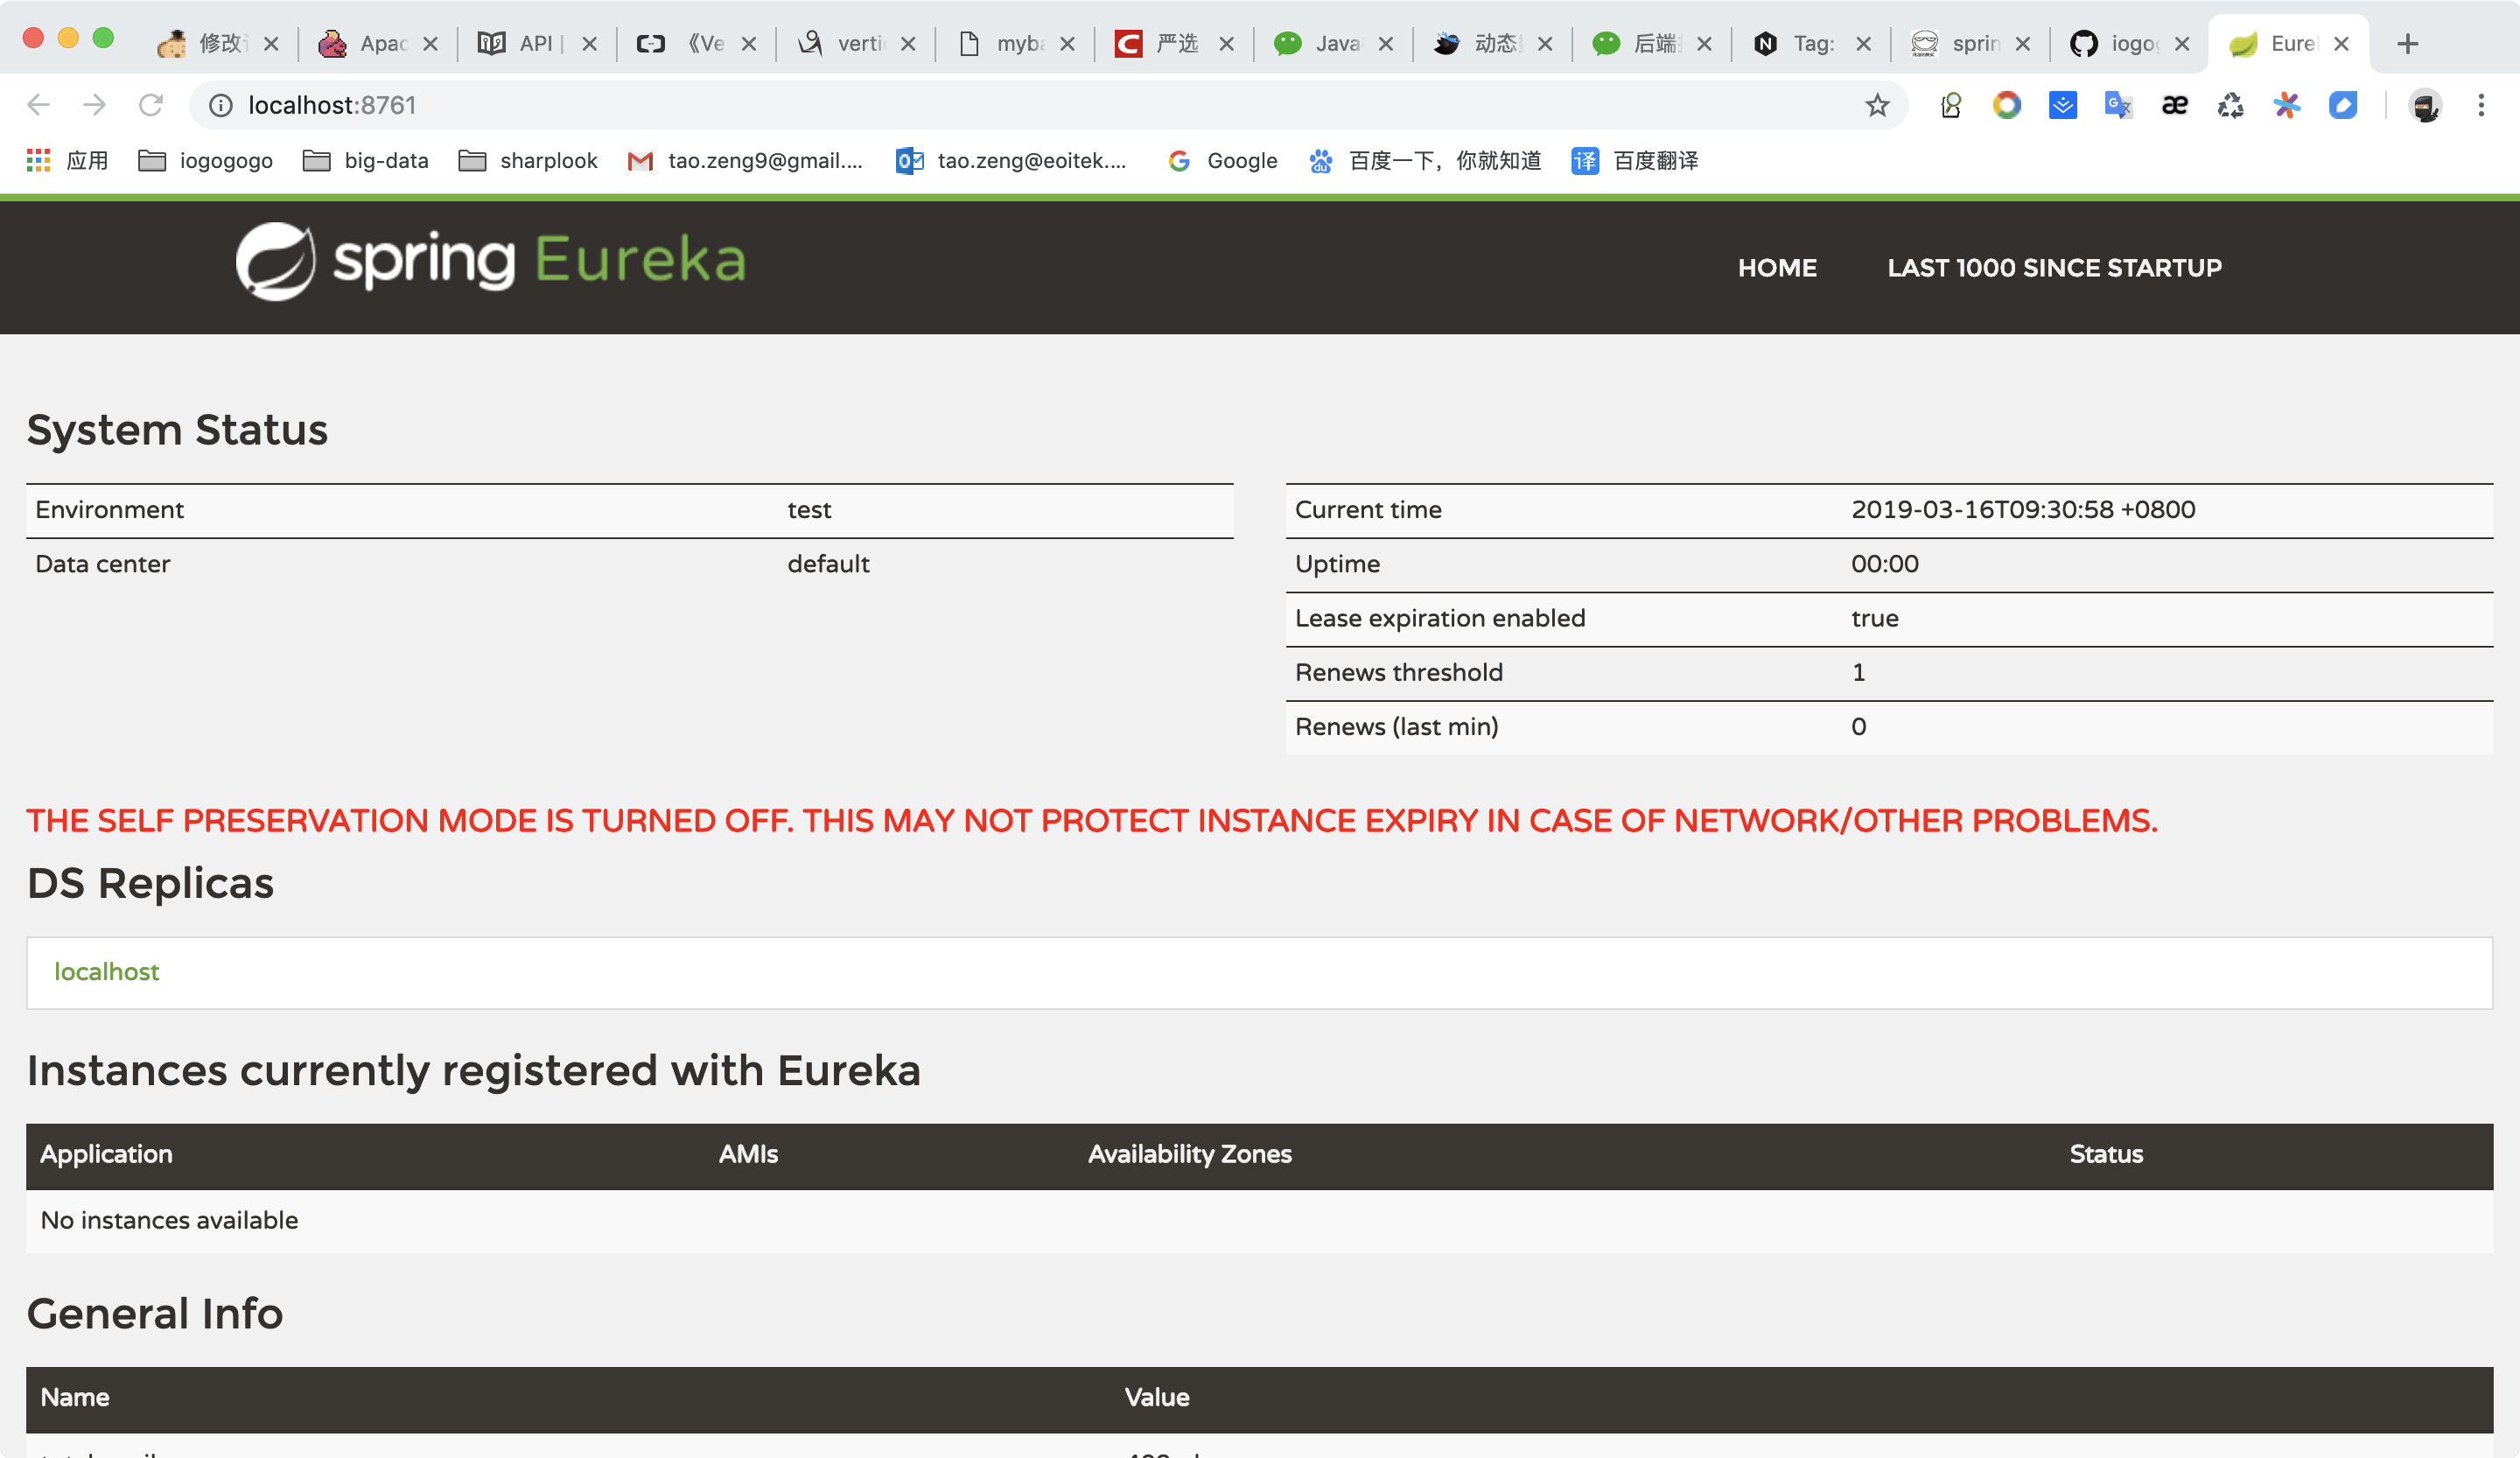 修改 Apac API | 《Ve verti myba 严选 Java 动态 后端 Tag: sprin iogog Eurel
localhost:8761
应用 iogogogo big-data sharplook tao.zeng9@gmail.... tao.zeng@eoitek.... Google 百度一下，你就知道 百度翻译
spring Eureka
HOME LAST 1000 SINCE STARTUP
System Status
Environment test
Data center default
Current time 2019-03-16T09:30:58 +0800
Uptime 00:00
Lease expiration enabled true
Renews threshold 1
Renews (last min) 0
THE SELF PRESERVATION MODE IS TURNED OFF. THIS MAY NOT PROTECT INSTANCE EXPIRY IN CASE OF NETWORK/OTHER PROBLEMS.
DS Replicas
localhost
Instances currently registered with Eureka
Application AMIs Availability Zones Status
No instances available
General Info
Name Value